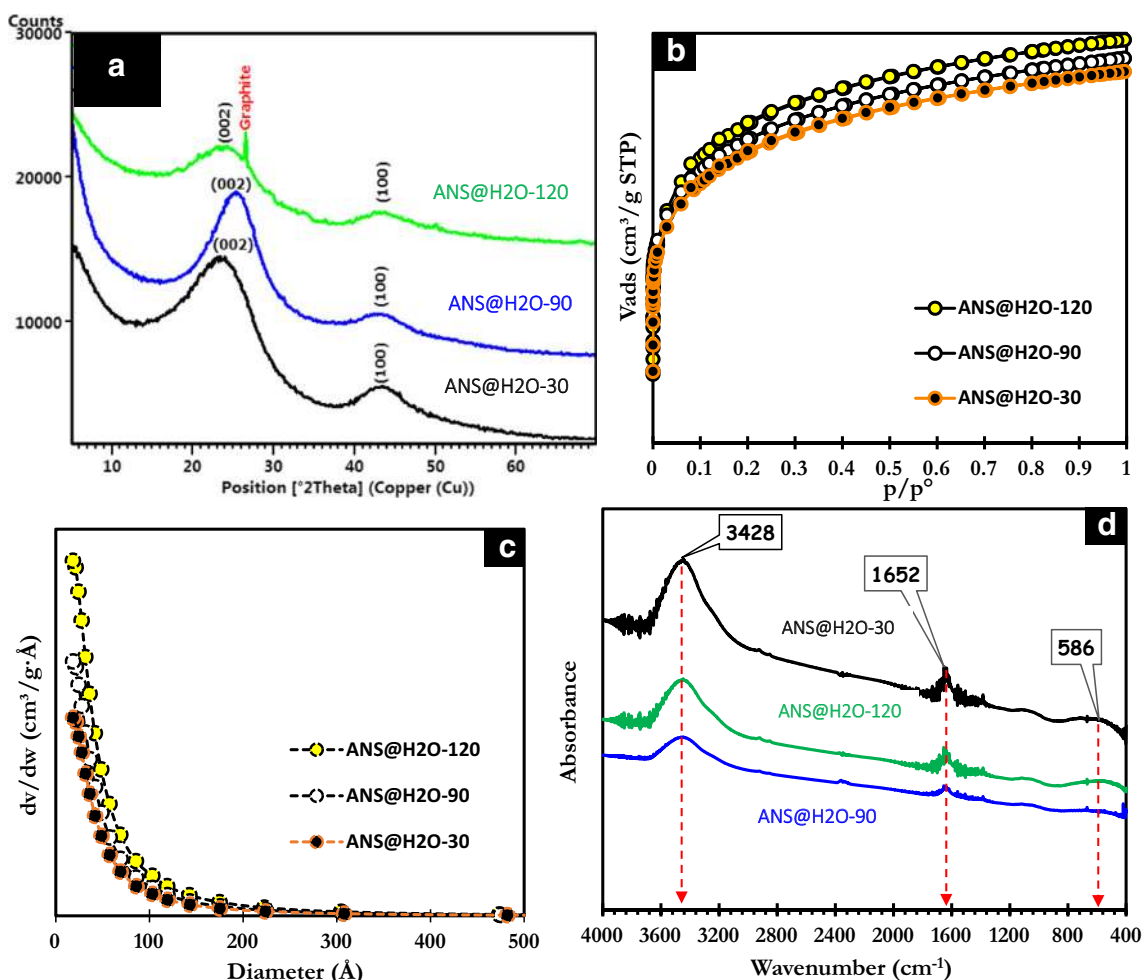 Counts
a
30000
20000
10000
(002)
Graphite
(100)
ANS@H2O-120
(002)
(100)
ANS@H2O-90
(002)
(100)
ANS@H2O-30
10 20 30 40 50 60
Position [°2Theta] (Copper (Cu))
b
Vads (cm³/g STP)
ANS@H2O-120
ANS@H2O-90
ANS@H2O-30
0 0.1 0.2 0.3 0.4 0.5 0.6 0.7 0.8 0.9 1
p/p°
c
dv/dw (cm³/g·Å)
ANS@H2O-120
ANS@H2O-90
ANS@H2O-30
0 100 200 300 400 500
Diameter (Å)
d
3428
1652
586
Absorbance
ANS@H2O-30
ANS@H2O-120
ANS@H2O-90
4000 3600 3200 2800 2400 2000 1600 1200 800 400
Wavenumber (cm⁻¹)